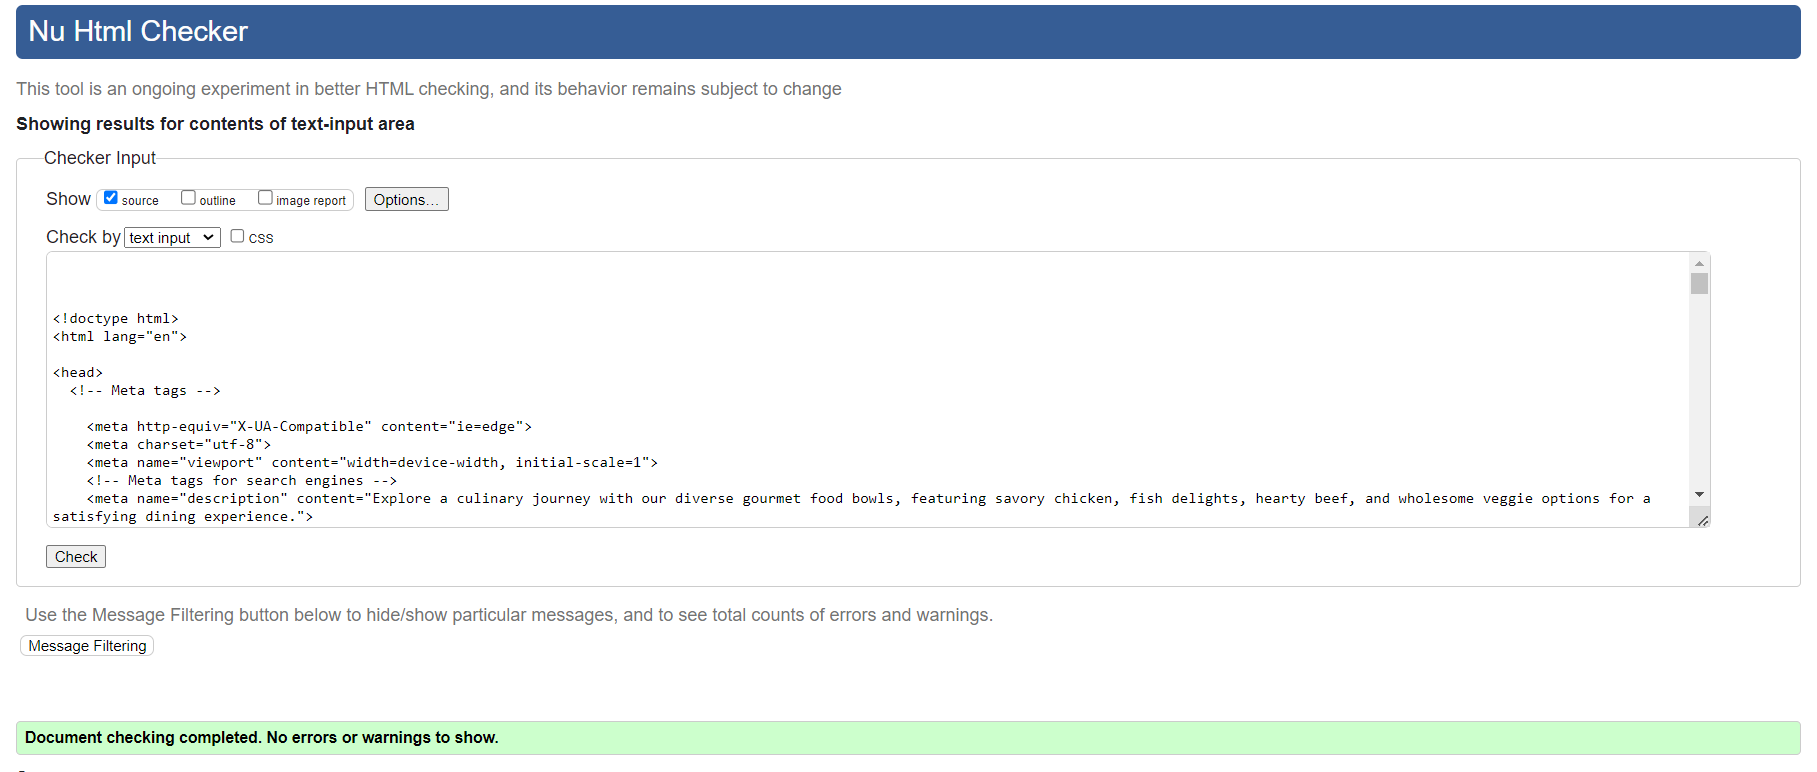 Nu Html Checker
This tool is an ongoing experiment in better HTML checking, and its behavior remains subject to change
Showing results for contents of text-input area
Checker Input
Show source outline image report Options...
Check by text input css
<!doctype html>
<html lang="en">
<head>
<!-- Meta tags -->
<meta http-equiv="X-UA-Compatible" content="ie=edge">
<meta charset="utf-8">
<meta name="viewport" content="width=device-width, initial-scale=1">
<!-- Meta tags for search engines -->
<meta name="description" content="Explore a culinary journey with our diverse gourmet food bowls, featuring savory chicken, fish delights, hearty beef, and wholesome veggie options for a
satisfying dining experience.">
Check
Use the Message Filtering button below to hide/show particular messages, and to see total counts of errors and warnings.
Message Filtering
Document checking completed. No errors or warnings to show.